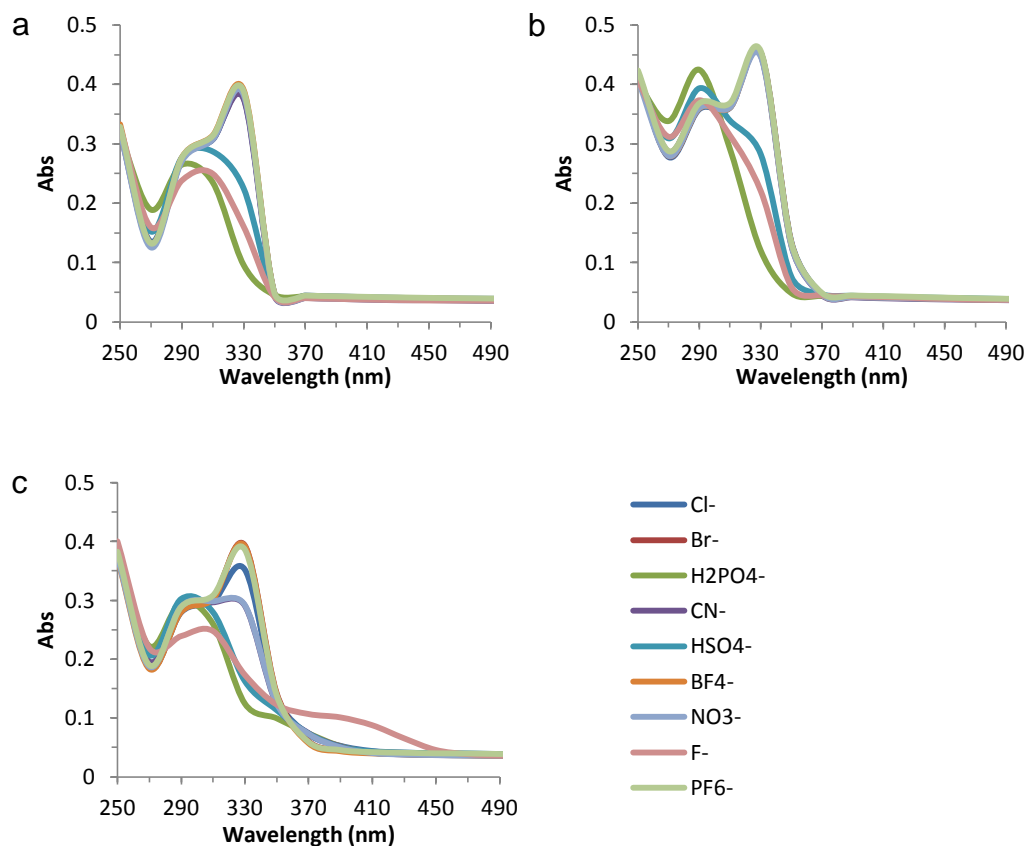 a
0.5
0.4
0.3
0.2
0.1
0
Abs
250 290 330 370 410 450 490
Wavelength (nm)
b
0.5
0.4
0.3
0.2
0.1
0
Abs
250 290 330 370 410 450 490
Wavelength (nm)
c
0.5
0.4
0.3
0.2
0.1
0
Abs
250 290 330 370 410 450 490
Wavelength (nm)
Cl-
Br-
H2PO4-
CN-
HSO4-
BF4-
NO3-
F-
PF6-